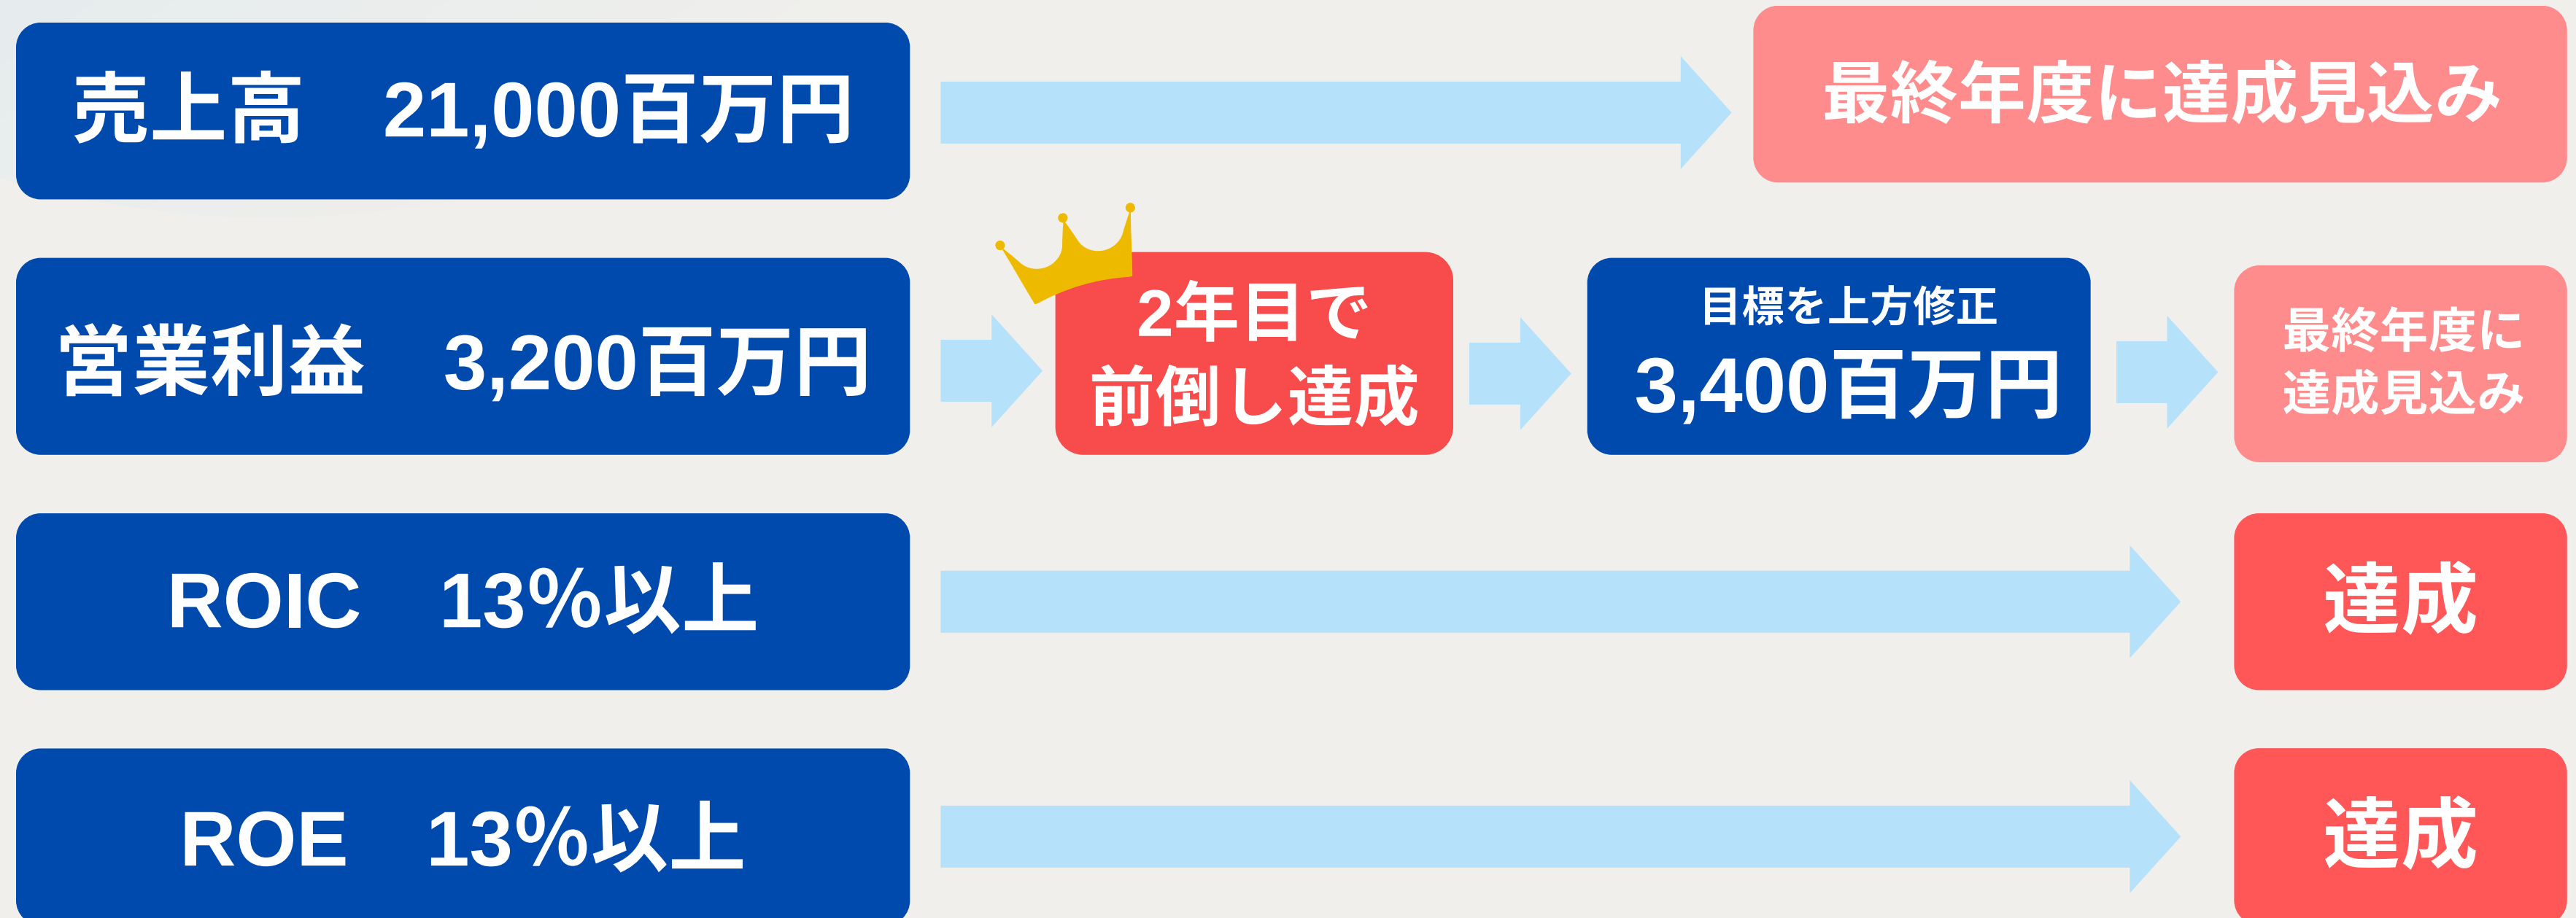 売上高　21,000百万円
最終年度に達成見込み
営業利益　3,200百万円
2年目で
前倒し達成
目標を上方修正
3,400百万円
最終年度に
達成見込み
ROIC　13％以上
達成
ROE　13％以上
達成